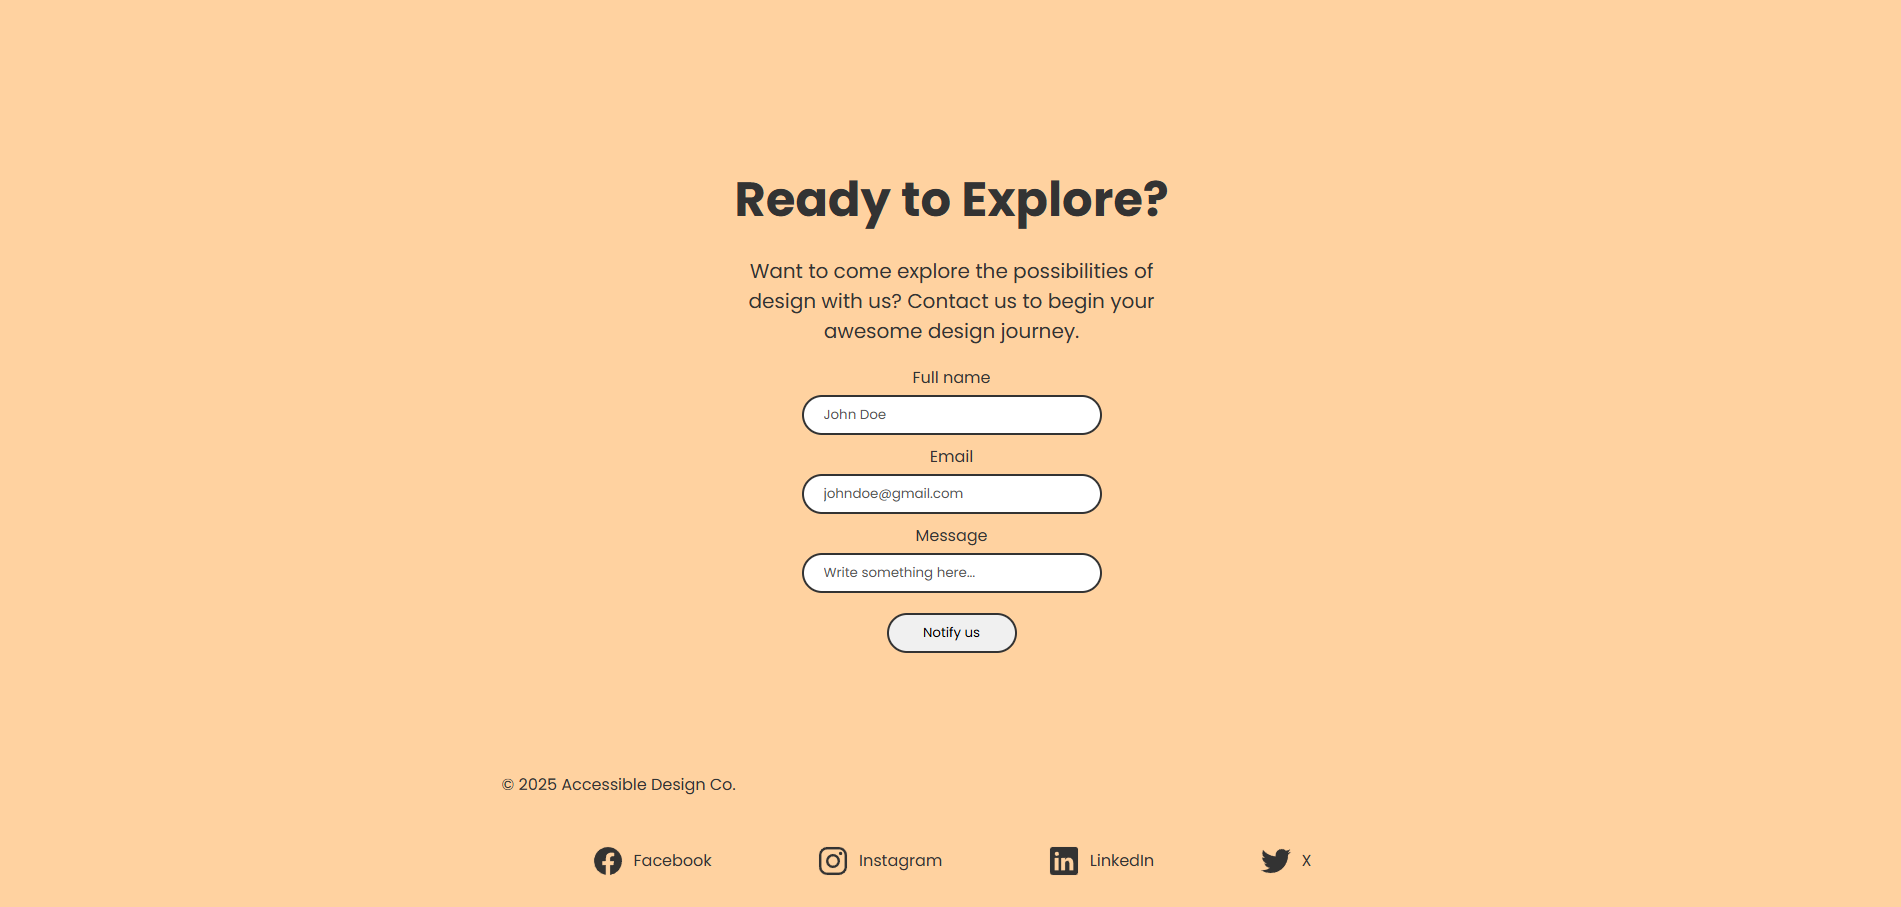 Ready to Explore?
Want to come explore the possibilities of
design with us? Contact us to begin your
awesome design journey.
Full name
John Doe
Email
johndoe@gmail.com
Message
Write something here...
Notify us
© 2025 Accessible Design Co.
Facebook Instagram LinkedIn X